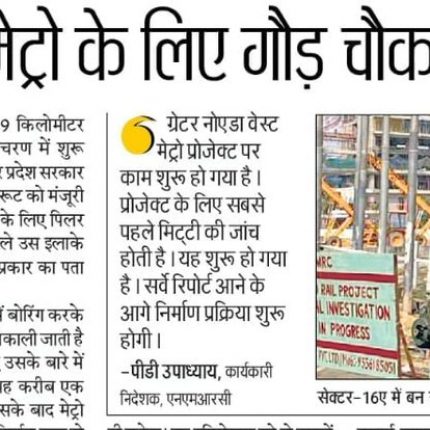 मेट्रो के लिए गौड़ चौक
9 किलोमीटर
चरण में शुरू
प्रदेश सरकार
रूट को मंजूरी
के लिए पिलर
ले उस इलाके
प्रकार का पता
में बोरिंग करके
काली जाती है
उसके बारे में
ह करीब एक
सके बाद मेट्रो
ग्रेटर नोएडा वेस्ट
मेट्रो प्रोजेक्ट पर
काम शुरू हो गया है।
प्रोजेक्ट के लिए सबसे
पहले मिट्टी की जांच
होती है। यह शुरू हो गया
है। सर्वे रिपोर्ट आने के
आगे निर्माण प्रक्रिया शुरू
होगी।
-पीडी उपाध्याय, कार्यकारी
निदेशक, एनएमआरसी
MRC
RAIL PROJECT
AL INVESTIGATION
IN PROGRESS
PVT. LTD
सेक्टर-16ए में बन